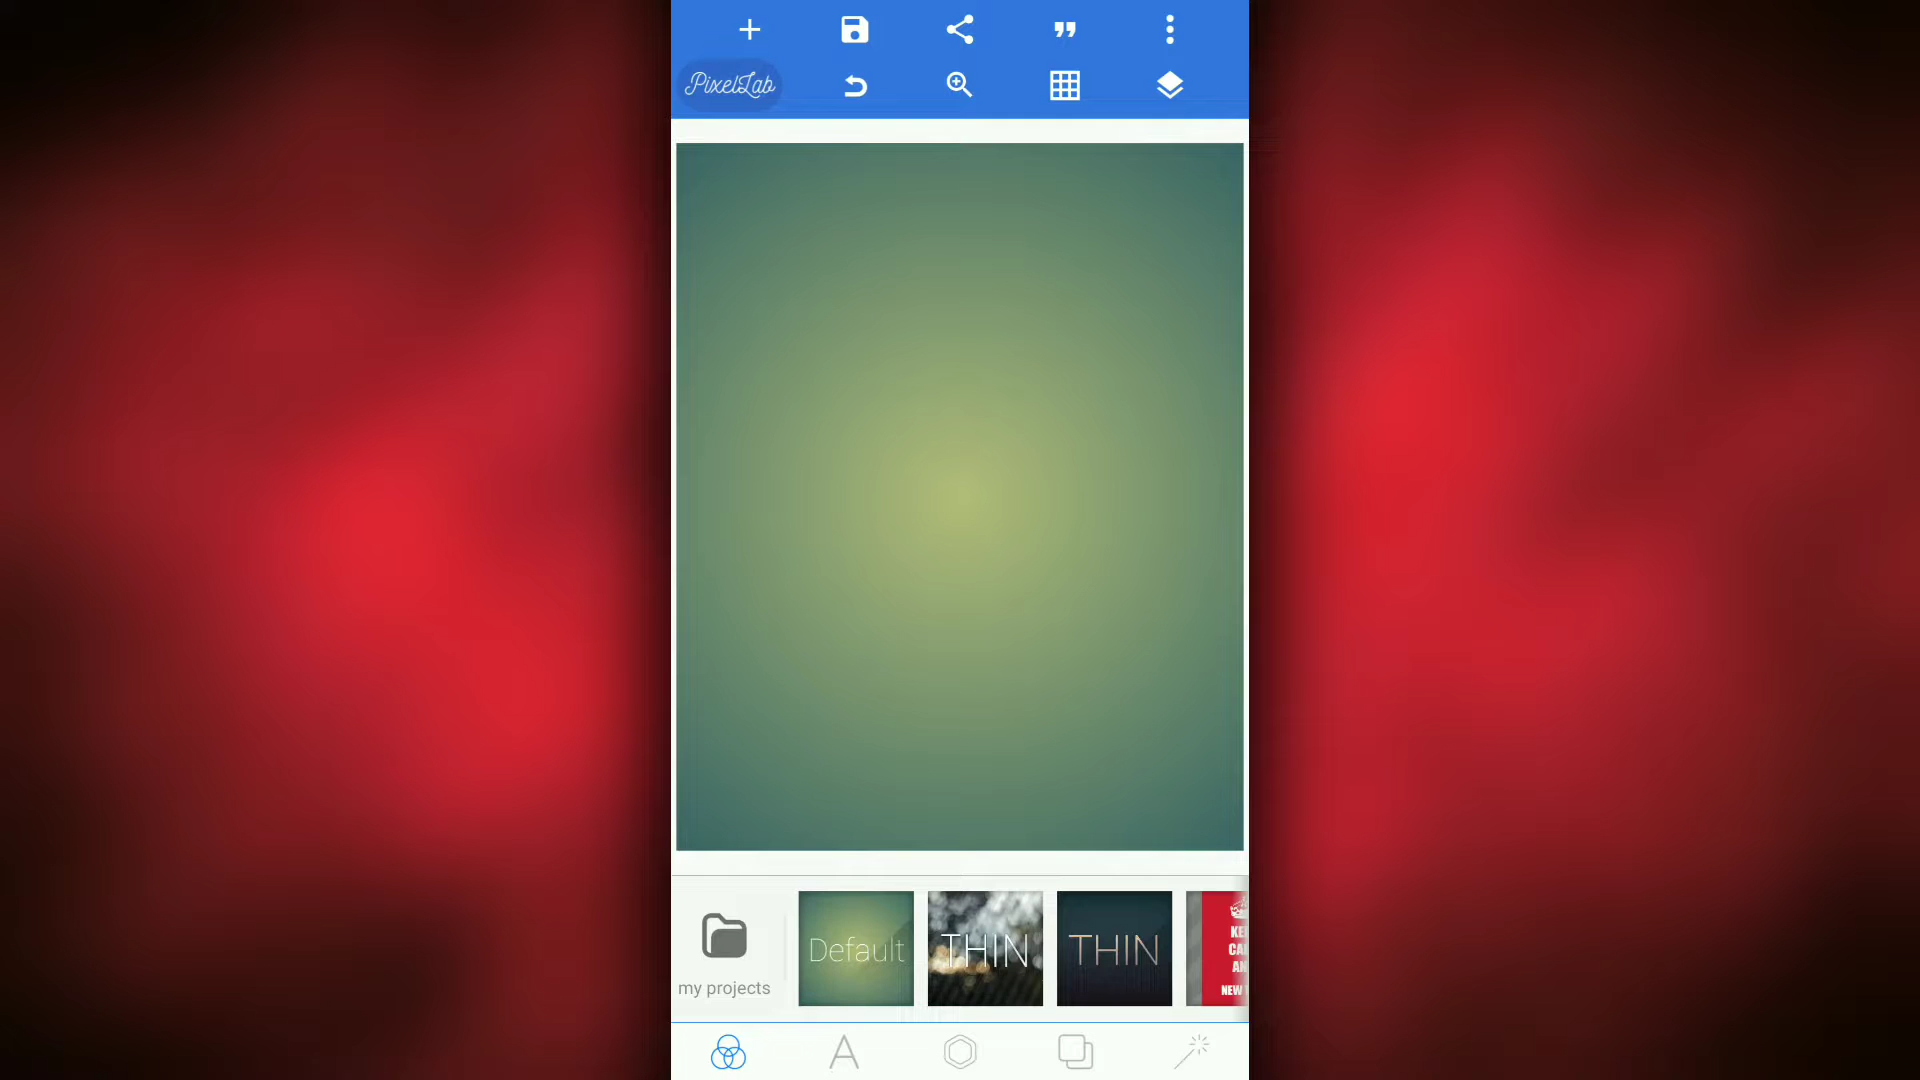 PixelLab
Default
THIN
THIN
my projects